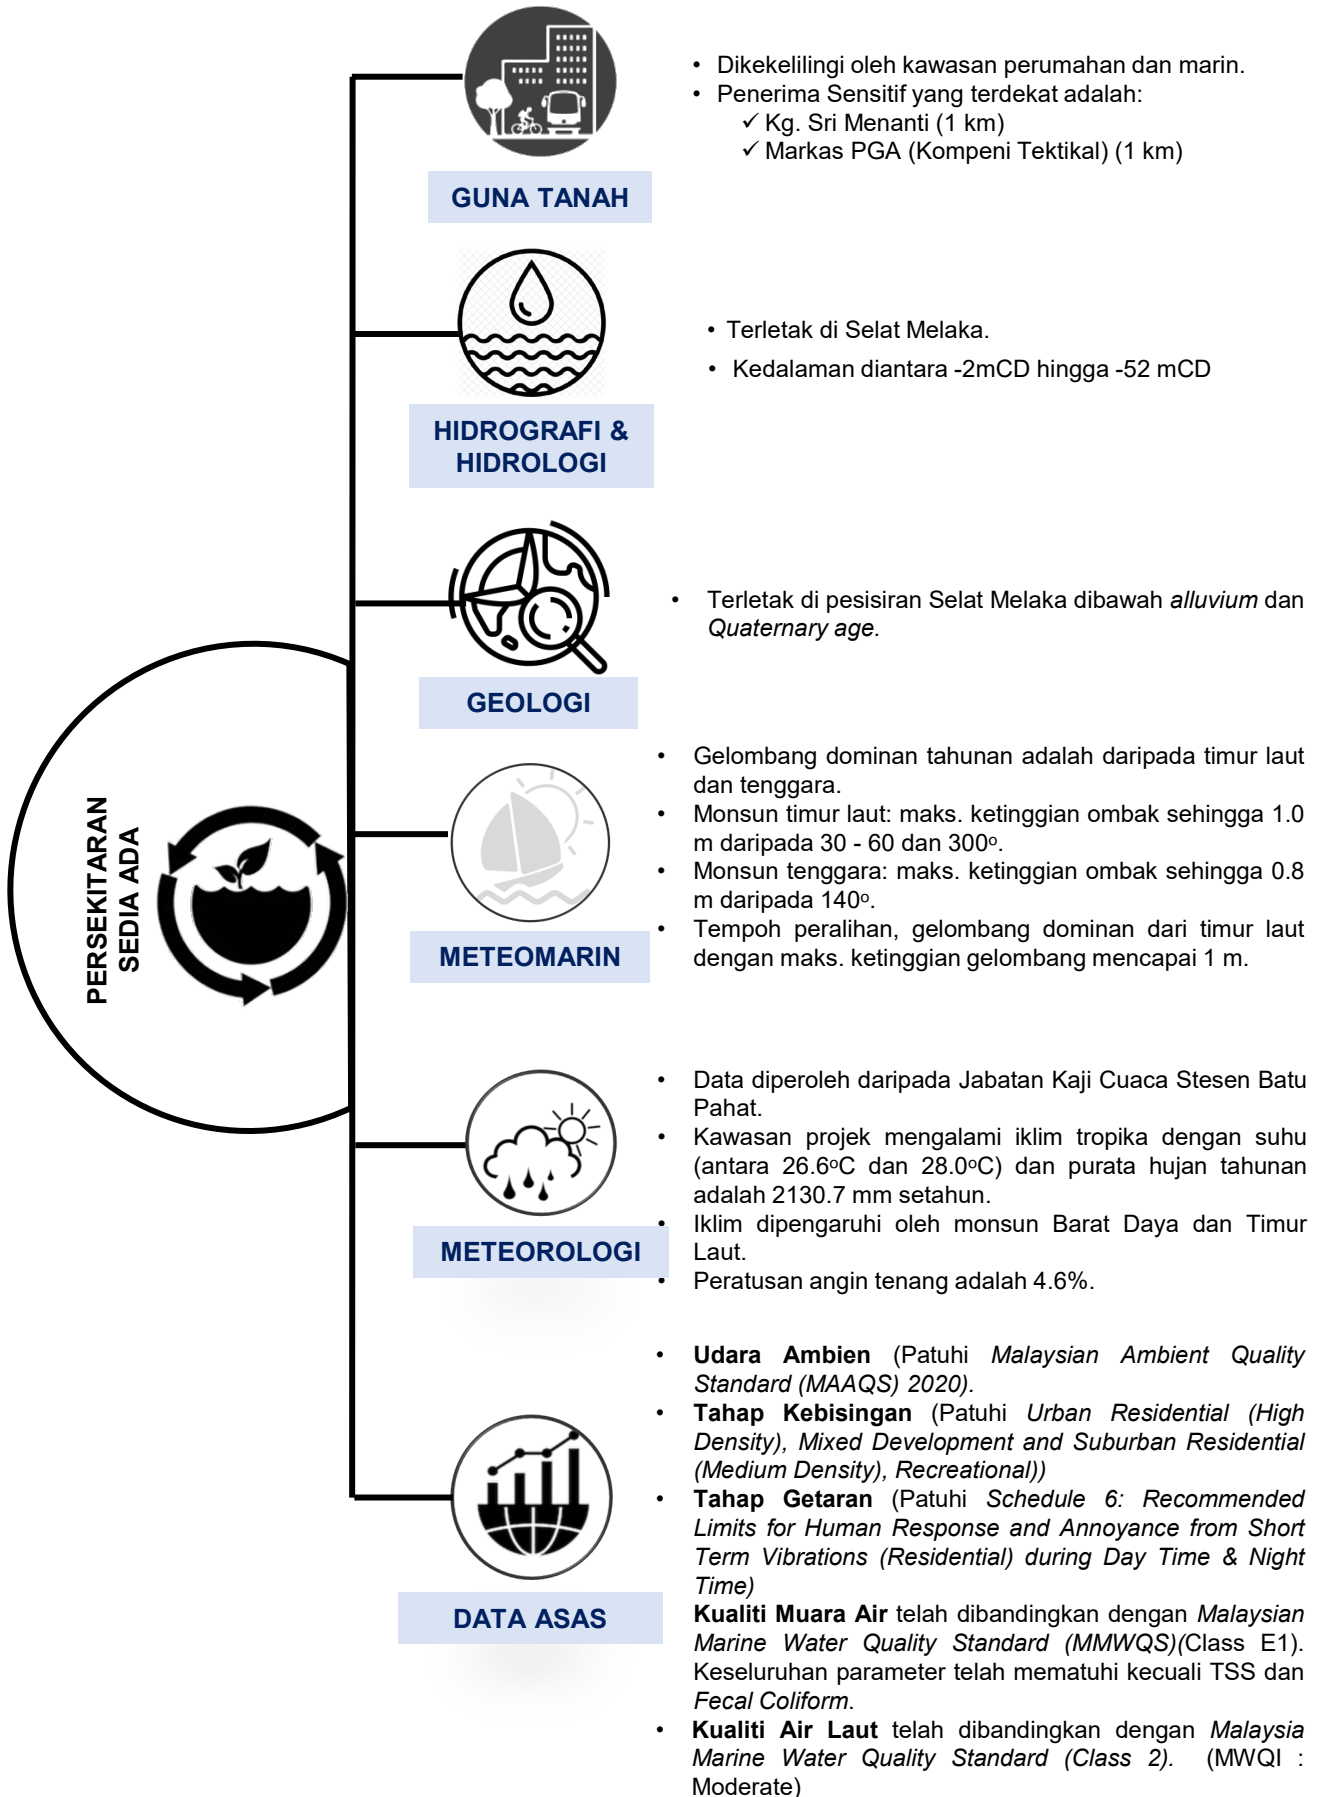 • Dikekelilingi oleh kawasan perumahan dan marin.
• Penerima Sensitif yang terdekat adalah:
✓ Kg. Sri Menanti (1 km)
✓ Markas PGA (Kompeni Tektikal) (1 km)
GUNA TANAH
• Terletak di Selat Melaka.
• Kedalaman diantara -2mCD hingga -52 mCD
HIDROGRAFI &
HIDROLOGI
• Terletak di pesisiran Selat Melaka dibawah alluvium dan
Quaternary age.
GEOLOGI
PERSEKITARAN
SEDIA ADA
• Gelombang dominan tahunan adalah daripada timur laut
dan tenggara.
• Monsun timur laut: maks. ketinggian ombak sehingga 1.0
m daripada 30 - 60 dan 300º.
• Monsun tenggara: maks. ketinggian ombak sehingga 0.8
m daripada 140º.
• Tempoh peralihan, gelombang dominan dari timur laut
dengan maks. ketinggian gelombang mencapai 1 m.
METEOMARIN
• Data diperoleh daripada Jabatan Kaji Cuaca Stesen Batu
Pahat.
• Kawasan projek mengalami iklim tropika dengan suhu
(antara 26.6ºC dan 28.0ºC) dan purata hujan tahunan
adalah 2130.7 mm setahun.
• Iklim dipengaruhi oleh monsun Barat Daya dan Timur
Laut.
• Peratusan angin tenang adalah 4.6%.
METEOROLOGI
• Udara Ambien (Patuhi Malaysian Ambient Quality
Standard (MAAQS) 2020).
• Tahap Kebisingan (Patuhi Urban Residential (High
Density), Mixed Development and Suburban Residential
(Medium Density), Recreational))
• Tahap Getaran (Patuhi Schedule 6: Recommended
Limits for Human Response and Annoyance from Short
Term Vibrations (Residential) during Day Time & Night
Time)
Kualiti Muara Air telah dibandingkan dengan Malaysian
Marine Water Quality Standard (MMWQS)(Class E1).
Keseluruhan parameter telah mematuhi kecuali TSS dan
Fecal Coliform.
• Kualiti Air Laut telah dibandingkan dengan Malaysia
Marine Water Quality Standard (Class 2). (MWQI :
Moderate)
DATA ASAS